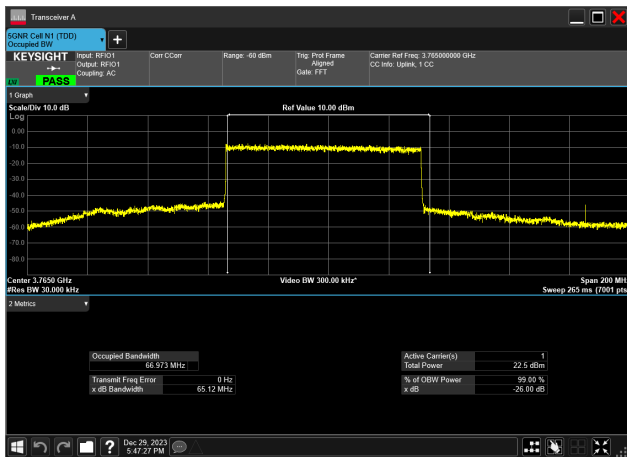 Transceiver A
5GNR Cell N1 (TDD)
Occupied BW
+
KEYSIGHT
LXI
PASS
Input: RFIO1
Output: RFIO1
Coupling: AC
Corr CCorr
Range: -60 dBm
Trig: Prot Frame
Aligned
Gate: FFT
Carrier Ref Freq: 3.765000000 GHz
CC Info: Uplink, 1 CC
1 Graph
Scale/Div 10.0 dB
Ref Value 10.00 dBm
Log
0.00
-10.0
-20.0
-30.0
-40.0
-50.0
-60.0
-70.0
-80.0
Center 3.7650 GHz
Video BW 300.00 kHz*
Span 200 MHz
#Res BW 30.000 kHz
Sweep 265 ms (7001 pts
2 Metrics
Occupied Bandwidth
66.973 MHz
Transmit Freq Error 0 Hz
x dB Bandwidth 65.12 MHz
Active Carrier(s) 1
Total Power 22.5 dBm
% of OBW Power 99.00 %
x dB -26.00 dB
?
Dec 29, 2023
5:47:27 PM